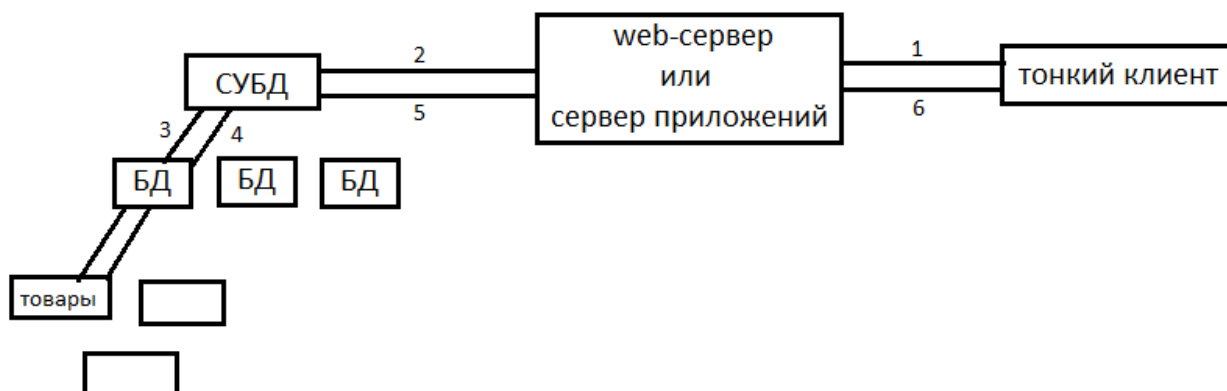 web-сервер
или
сервер приложений
1
6
тонкий клиент
2
5
СУБД
3
4
БД
БД
БД
товары